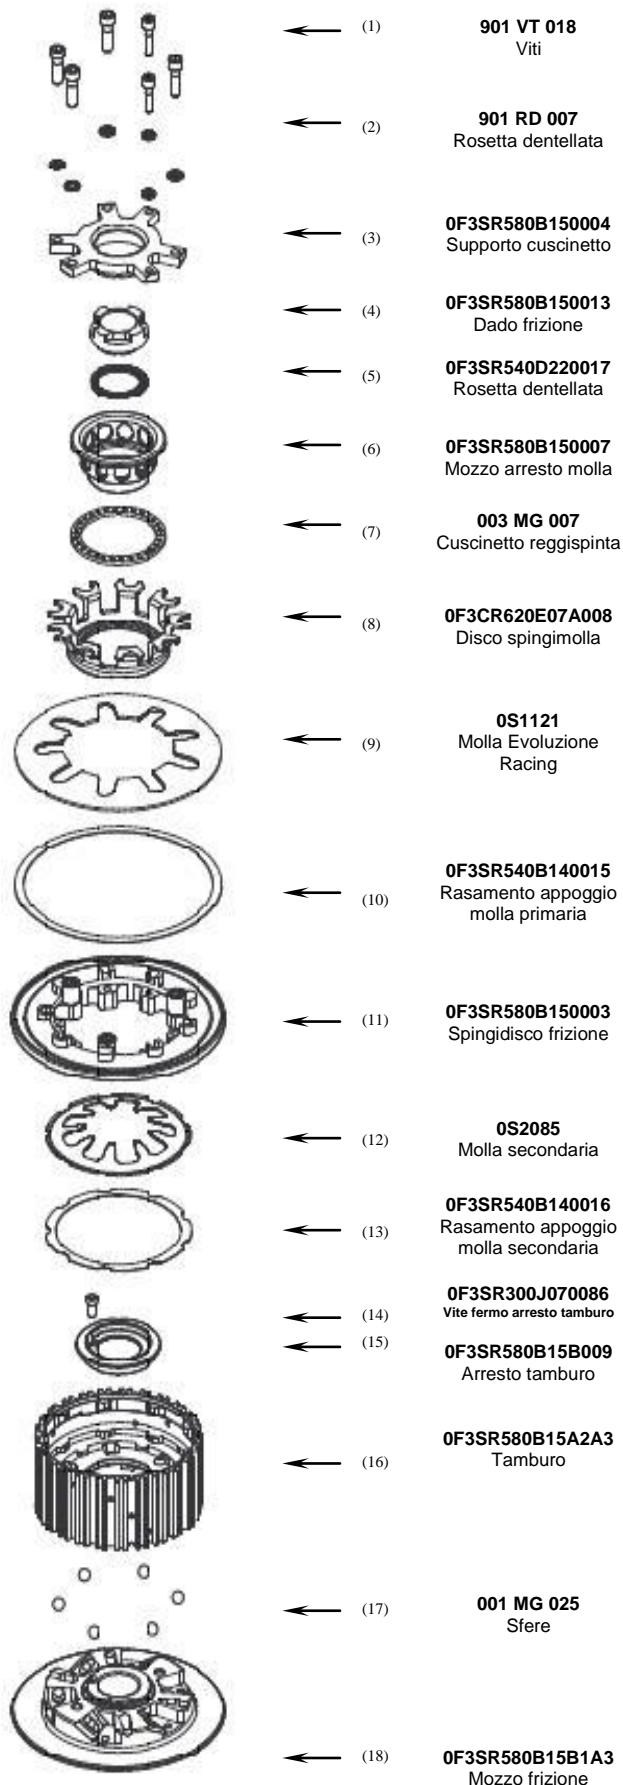 (1) 901 VT 018
Viti
(2) 901 RD 007
Rosetta dentellata
(3) 0F3SR580B150004
Supporto cuscinetto
(4) 0F3SR580B150013
Dado frizione
(5) 0F3SR540D220017
Rosetta dentellata
(6) 0F3SR580B150007
Mozzo arresto molla
(7) 003 MG 007
Cuscinetto reggispinta
(8) 0F3CR620E07A008
Disco spingimolla
(9) 0S1121
Molla Evoluzione
Racing
(10) 0F3SR540B140015
Rasamento appoggio
molla primaria
(11) 0F3SR580B150003
Spingidisco frizione
(12) 0S2085
Molla secondaria
(13) 0F3SR540B140016
Rasamento appoggio
molla secondaria
(14) 0F3SR300J070086
Vite fermo arresto tamburo
(15) 0F3SR580B15B009
Arresto tamburo
(16) 0F3SR580B15A2A3
Tamburo
(17) 001 MG 025
Sfere
(18) 0F3SR580B15B1A3
Mozzo frizione